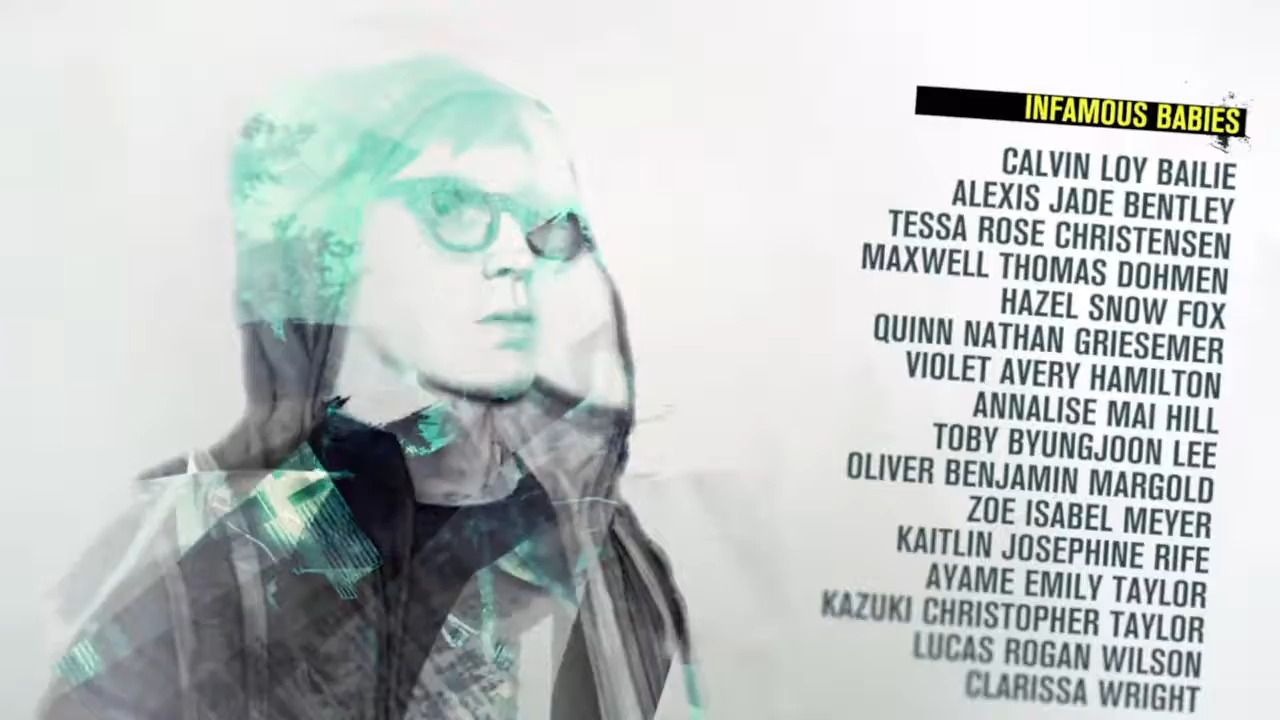 INFAMOUS BABIES
CALVIN LOY BAILIE
ALEXIS JADE BENTLEY
TESSA ROSE CHRISTENSEN
MAXWELL THOMAS DOHMEN
HAZEL SNOW FOX
QUINN NATHAN GRIESEMER
VIOLET AVERY HAMILTON
ANNALISE MAI HILL
TOBY BYUNGJOON LEE
OLIVER BENJAMIN MARGOLD
ZOE ISABEL MEYER
KAITLIN JOSEPHINE RIFE
AYAME EMILY TAYLOR
KAZUKI CHRISTOPHER TAYLOR
LUCAS ROGAN WILSON
CLARISSA WRIGHT